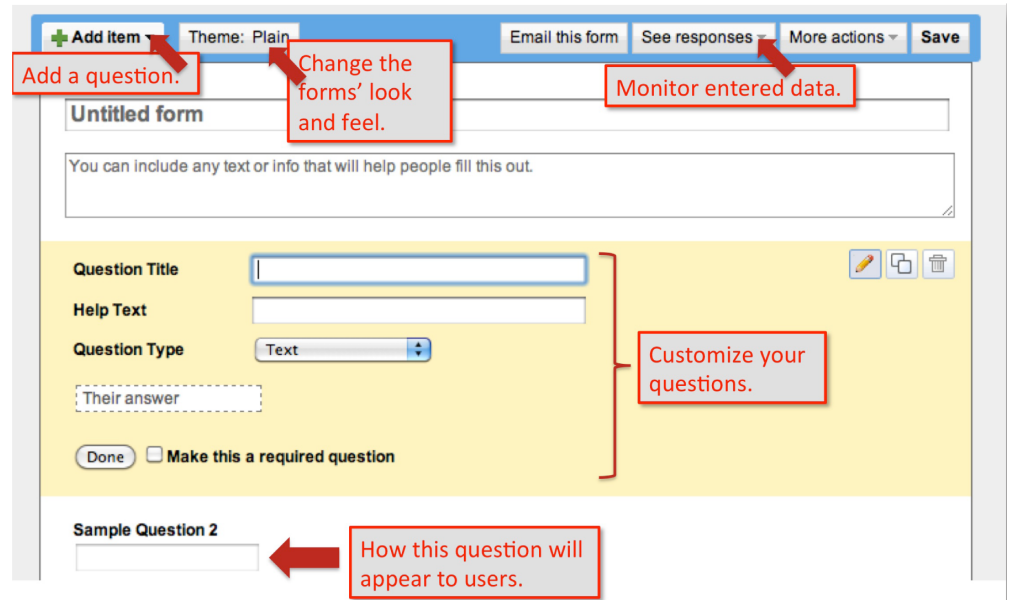 Add item Theme: Plain Email this form See responses More actions Save
Add a question.
Change the
forms' look
and feel.
Monitor entered data.
Untitled form
You can include any text or info that will help people fill this out.
Question Title
Help Text
Question Type Text
Their answer
Customize your
questions.
Done Make this a required question
Sample Question 2
How this question will
appear to users.